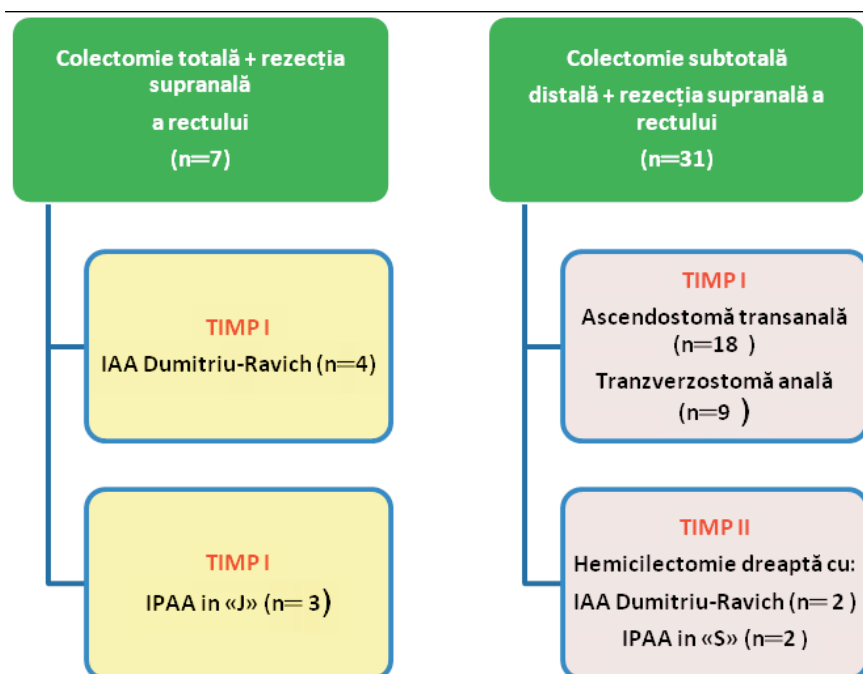 Colectomie totală + rezecția
supranală
a rectului
(n=7)
TIMP I
IAA Dumitriu-Ravich (n=4)
TIMP I
IPAA in «J» (n= 3)
Colectomie subtotală
distală + rezecția supranală a
rectului
(n=31)
TIMP I
Ascendostomă transanală
(n=18 )
Tranzverzostomă anală
(n=9 )
TIMP II
Hemicilectomie dreaptă cu:
IAA Dumitriu-Ravich (n= 2 )
IPAA in «S» (n=2 )